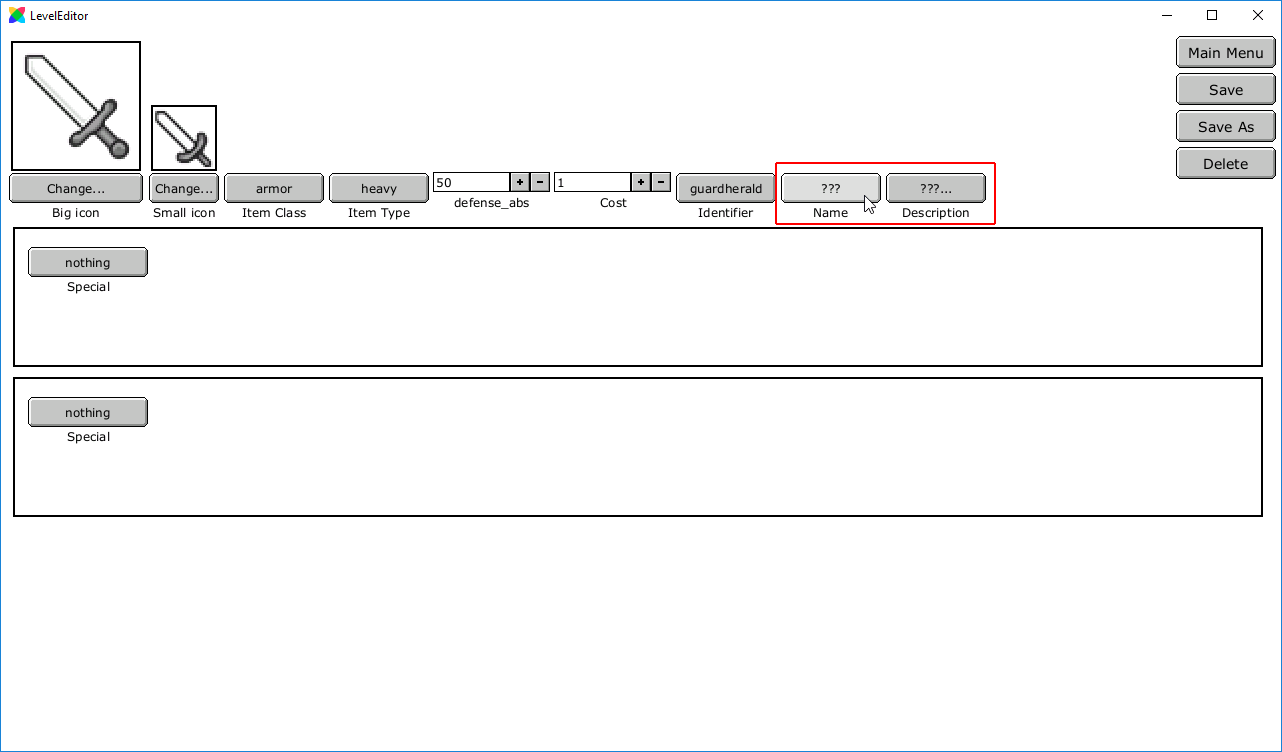 LevelEditor
Main Menu
Save
Save As
Delete
Change... Change... armor heavy 50 + - 1 + - guardherald ??? ???...
Big icon Small icon Item Class Item Type defense_abs Cost Identifier Name Description
nothing
Special
nothing
Special